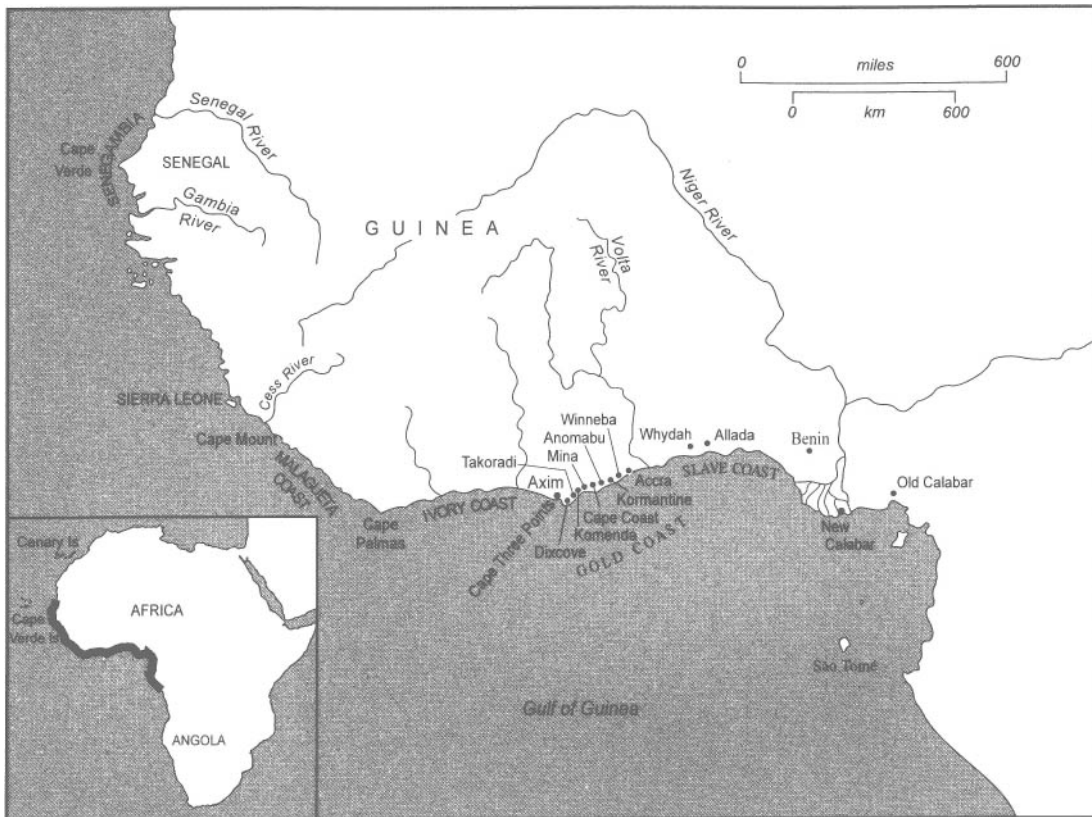 0 miles 600
0 km 600
Senegal
River
SENEGAMBIA
Cape
Verde
SENEGAL
Gambia
River
GUINEA
Niger River
Volta
River
Cess River
SIERRA LEONE
Cape Mount
MALAGUETA
COAST
Cape
Palmas
IVORY COAST
Axim
Cape Three Points
Takoradi
Mina
Anomabu
Winneba
Dixcove
Komenda
Cape Coast
Kormantine
Accra
GOLD COAST
Whydah
Allada
SLAVE COAST
Benin
Old Calabar
New
Calabar
São Tomé
Gulf of Guinea
Canary Is
Cape
Verde Is
AFRICA
ANGOLA